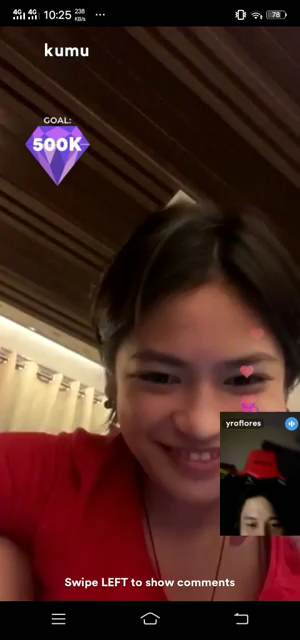 4G 4G 10:25 238 KB/s ... 78
kumu
GOAL:
500K
yroflores
Swipe LEFT to show comments